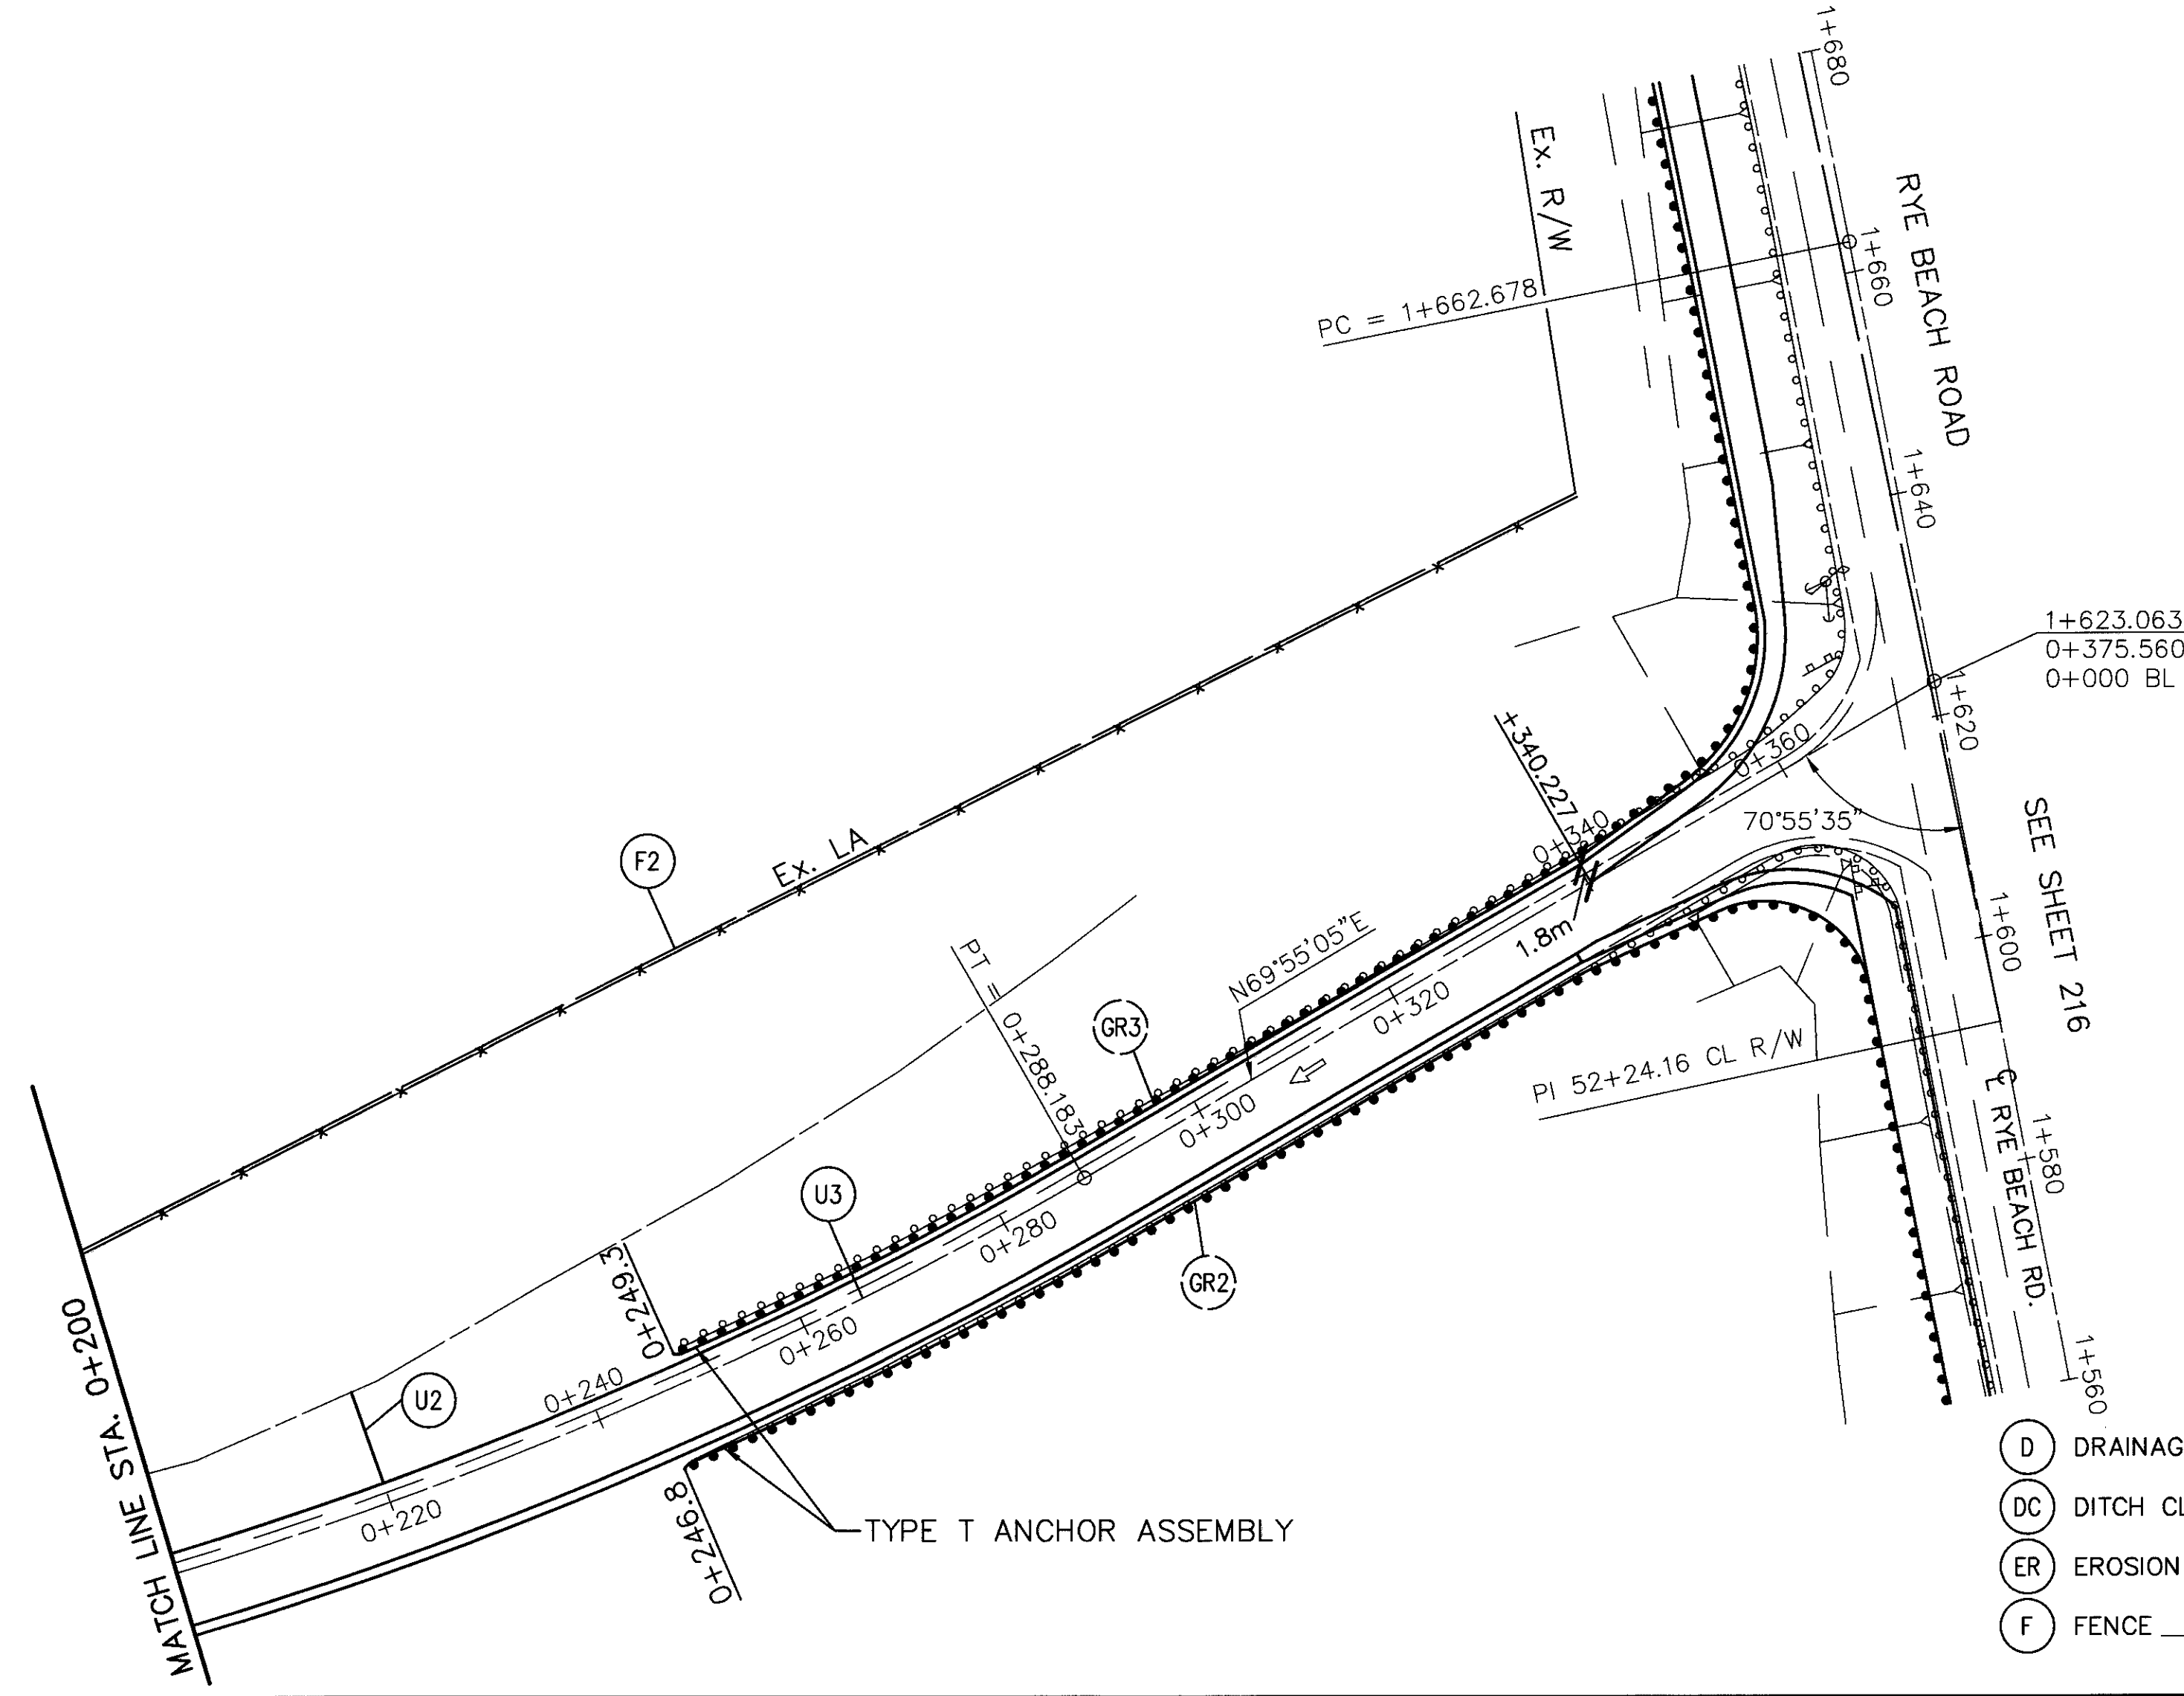 1+680
Ex. R/W
RYE BEACH ROAD
1+660
PC = 1+662.678
1+640
1+623.063
0+375.560
0+000 BL
1+620
+340.227
0+360
0+340
70°55'35"
SEE SHEET 216
F2
Ex. LA
1.8m
1+600
N69°55'05"E
PT = 0+288.183
0+320
GR3
PI 52+24.16 CL R/W
0+300
CL RYE BEACH RD.
1+580
U3
0+280
GR2
0+249.3
0+260
MATCH LINE STA. 0+200
0+240
U2
1+560
0+220
0+246.8
TYPE T ANCHOR ASSEMBLY
D DRAINAG
DC DITCH CL
ER EROSION
F FENCE